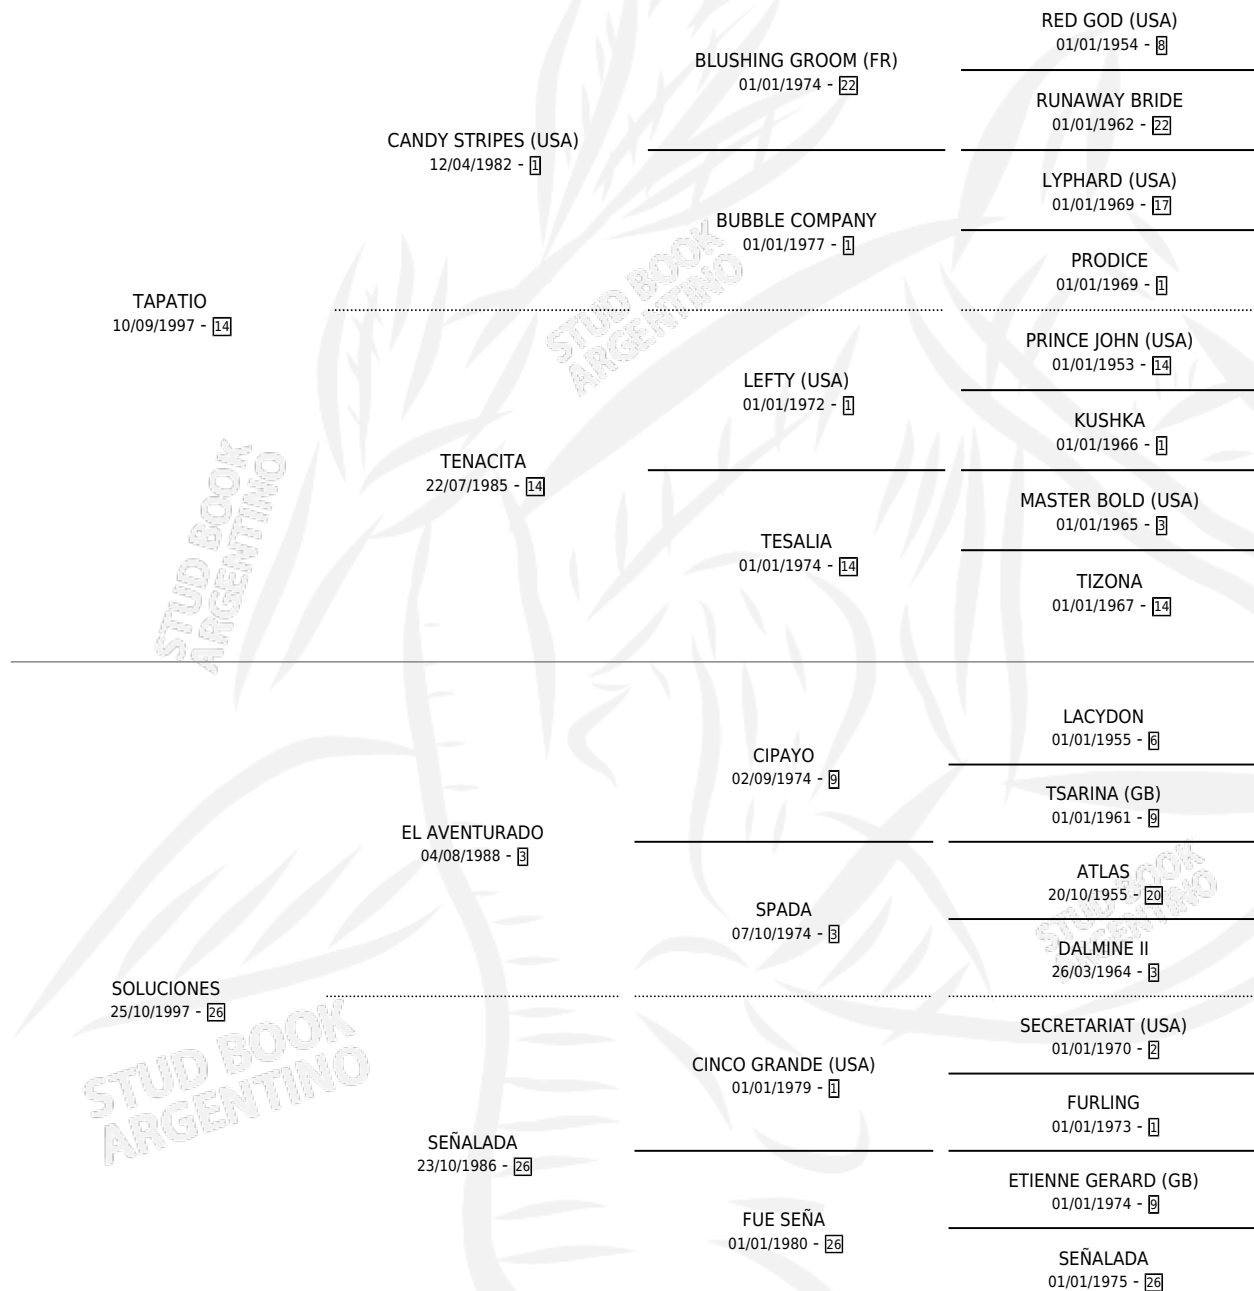 RED GOD (USA)
01/01/1954 - 8
BLUSHING GROOM (FR)
01/01/1974 - 22
RUNAWAY BRIDE
01/01/1962 - 22
CANDY STRIPES (USA)
12/04/1982 - 1
LYPHARD (USA)
01/01/1969 - 17
BUBBLE COMPANY
01/01/1977 - 1
PRODICE
01/01/1969 - 1
TAPATIO
10/09/1997 - 14
PRINCE JOHN (USA)
01/01/1953 - 14
LEFTY (USA)
01/01/1972 - 1
KUSHKA
01/01/1966 - 1
TENACITA
22/07/1985 - 14
MASTER BOLD (USA)
01/01/1965 - 3
TESALIA
01/01/1974 - 14
TIZONA
01/01/1967 - 14
LACYDON
01/01/1955 - 6
CIPAYO
02/09/1974 - 9
TSARINA (GB)
01/01/1961 - 9
EL AVENTURADO
04/08/1988 - 3
ATLAS
20/10/1955 - 20
SPADA
07/10/1974 - 3
DALMINE II
26/03/1964 - 3
SOLUCIONES
25/10/1997 - 26
SECRETARIAT (USA)
01/01/1970 - 2
CINCO GRANDE (USA)
01/01/1979 - 1
FURLING
01/01/1973 - 1
SEÑALADA
23/10/1986 - 26
ETIENNE GERARD (GB)
01/01/1974 - 9
FUE SEÑA
01/01/1980 - 26
SEÑALADA
01/01/1975 - 26
STUD BOOK
ARGENTINO
STUD BOOK
ARGENTINO
STUD BOOK
ARGENTINO
STUD BOOK
ARGENTINO